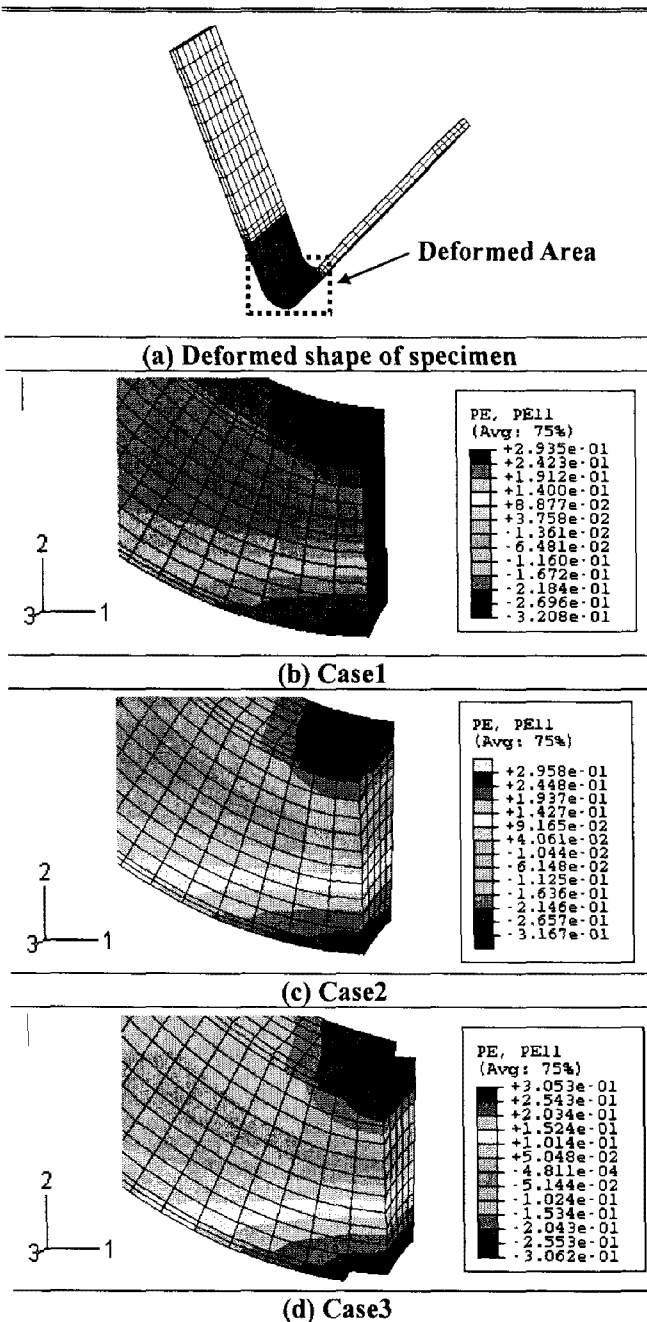 Deformed Area
(a) Deformed shape of specimen
PE, PE11
(Avg: 75%)
+2.935e-01
+2.423e-01
+1.912e-01
+1.400e-01
+8.877e-02
+3.758e-02
-1.361e-02
-6.481e-02
-1.160e-01
-1.672e-01
-2.184e-01
-2.696e-01
-3.208e-01
2
3
1
(b) Case1
PE, PE11
(Avg: 75%)
+2.958e-01
+2.448e-01
+1.937e-01
+1.427e-01
+9.165e-02
+4.061e-02
-1.044e-02
-6.148e-02
-1.125e-01
-1.636e-01
-2.146e-01
-2.657e-01
-3.167e-01
2
3
1
(c) Case2
PE, PE11
(Avg: 75%)
+3.053e-01
+2.543e-01
+2.034e-01
+1.524e-01
+1.014e-01
+5.048e-02
-4.811e-04
-5.144e-02
-1.024e-01
-1.534e-01
-2.043e-01
-2.553e-01
-3.062e-01
2
3
1
(d) Case3